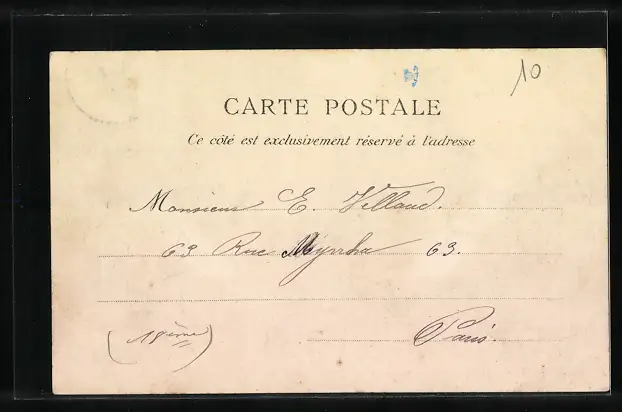 10
CARTE POSTALE
Ce côté est exclusivement réservé à l'adresse
Monsieur E. Villaud.
63 Rue Myrrha 63.
(18ème)
Paris.